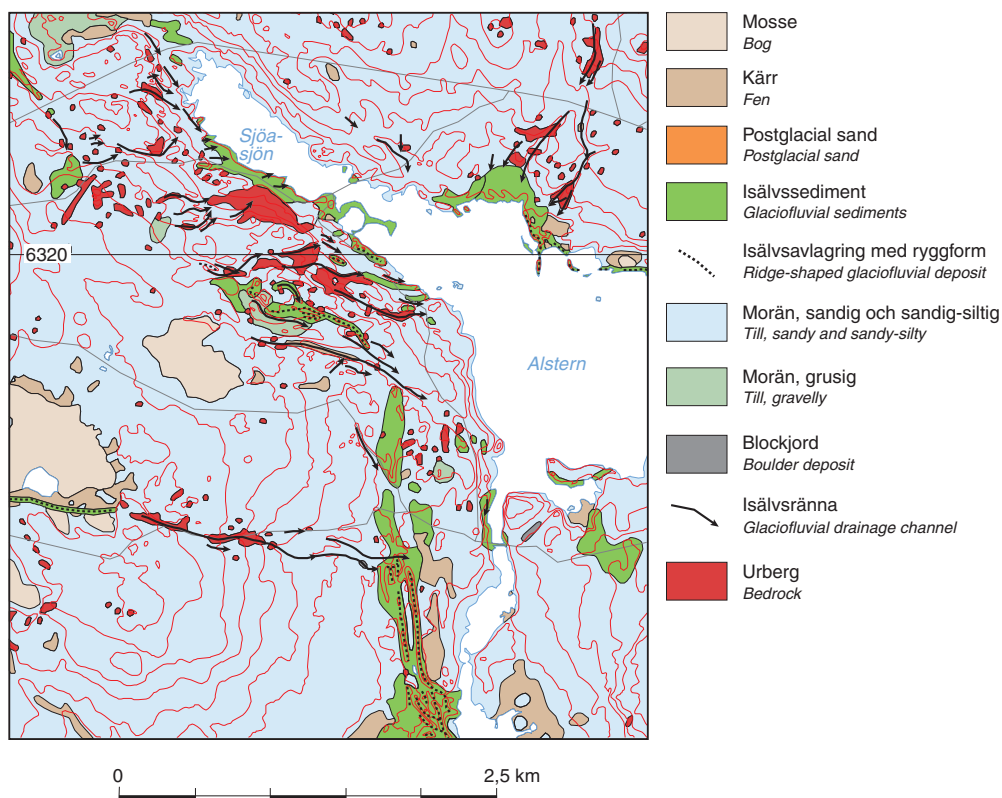 Sjöa-
sjön
6320
Alstern
0
2,5 km
Mosse
Bog
Kärr
Fen
Postglacial sand
Postglacial sand
Isälvssediment
Glaciofluvial sediments
Isälvsavlagring med ryggform
Ridge-shaped glaciofluvial deposit
Morän, sandig och sandig-siltig
Till, sandy and sandy-silty
Morän, grusig
Till, gravelly
Blockjord
Boulder deposit
Isälvsränna
Glaciofluvial drainage channel
Urberg
Bedrock